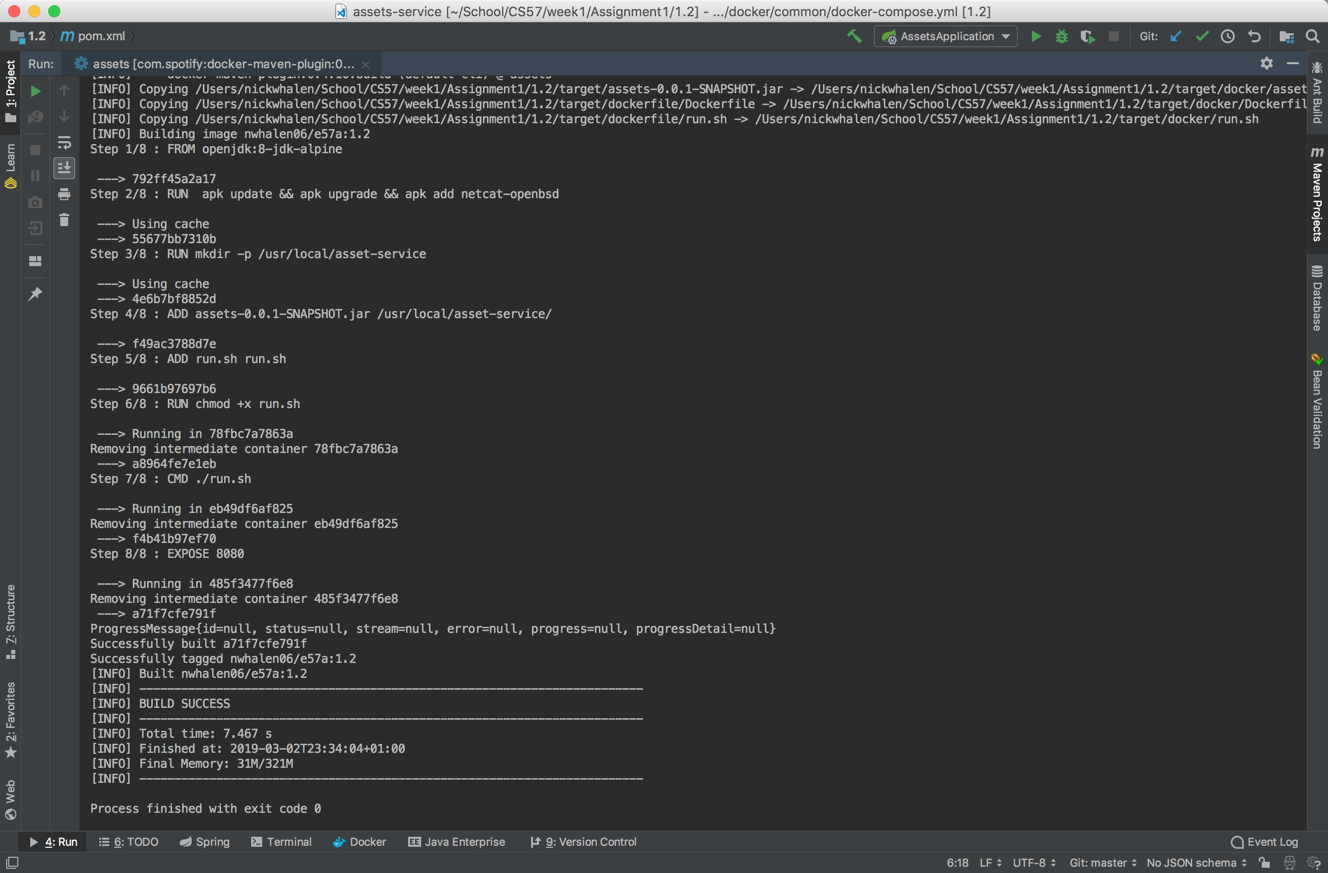 assets-service [~/School/CS57/week1/Assignment1/1.2] - .../docker/common/docker-compose.yml [1.2]
1.2 m pom.xml AssetsApplication Git:
Run: assets [com.spotify:docker-maven-plugin:0...
[INFO] Copying /Users/nickwhalen/School/CS57/week1/Assignment1/1.2/target/assets-0.0.1-SNAPSHOT.jar -> /Users/nickwhalen/School/CS57/week1/Assignment1/1.2/target/docker/asset
[INFO] Copying /Users/nickwhalen/School/CS57/week1/Assignment1/1.2/target/dockerfile/Dockerfile -> /Users/nickwhalen/School/CS57/week1/Assignment1/1.2/target/docker/Dockerfil
[INFO] Copying /Users/nickwhalen/School/CS57/week1/Assignment1/1.2/target/dockerfile/run.sh -> /Users/nickwhalen/School/CS57/week1/Assignment1/1.2/target/docker/run.sh
[INFO] Building image nwhalen06/e57a:1.2
Step 1/8 : FROM openjdk:8-jdk-alpine
---> 792ff45a2a17
Step 2/8 : RUN  apk update && apk upgrade && apk add netcat-openbsd
---> Using cache
---> 55677bb7310b
Step 3/8 : RUN mkdir -p /usr/local/asset-service
---> Using cache
---> 4e6b7bf8852d
Step 4/8 : ADD assets-0.0.1-SNAPSHOT.jar /usr/local/asset-service/
---> f49ac3788d7e
Step 5/8 : ADD run.sh run.sh
---> 9661b97697b6
Step 6/8 : RUN chmod +x run.sh
---> Running in 78fbc7a7863a
Removing intermediate container 78fbc7a7863a
---> a8964fe7e1eb
Step 7/8 : CMD ./run.sh
---> Running in eb49df6af825
Removing intermediate container eb49df6af825
---> f4b41b97ef70
Step 8/8 : EXPOSE 8080
---> Running in 485f3477f6e8
Removing intermediate container 485f3477f6e8
---> a71f7cfe791f
ProgressMessage{id=null, status=null, stream=null, error=null, progress=null, progressDetail=null}
Successfully built a71f7cfe791f
Successfully tagged nwhalen06/e57a:1.2
[INFO] Built nwhalen06/e57a:1.2
[INFO] ------------------------------------------------------------------------
[INFO] BUILD SUCCESS
[INFO] ------------------------------------------------------------------------
[INFO] Total time: 7.467 s
[INFO] Finished at: 2019-03-02T23:34:04+01:00
[INFO] Final Memory: 31M/321M
[INFO] ------------------------------------------------------------------------
Process finished with exit code 0
1: Project
Learn
7: Structure
2: Favorites
Web
Ant Build
m Maven Projects
Database
Bean Validation
4: Run 6: TODO Spring Terminal Docker Java Enterprise 9: Version Control Event Log
6:18 LF UTF-8 Git: master No JSON schema